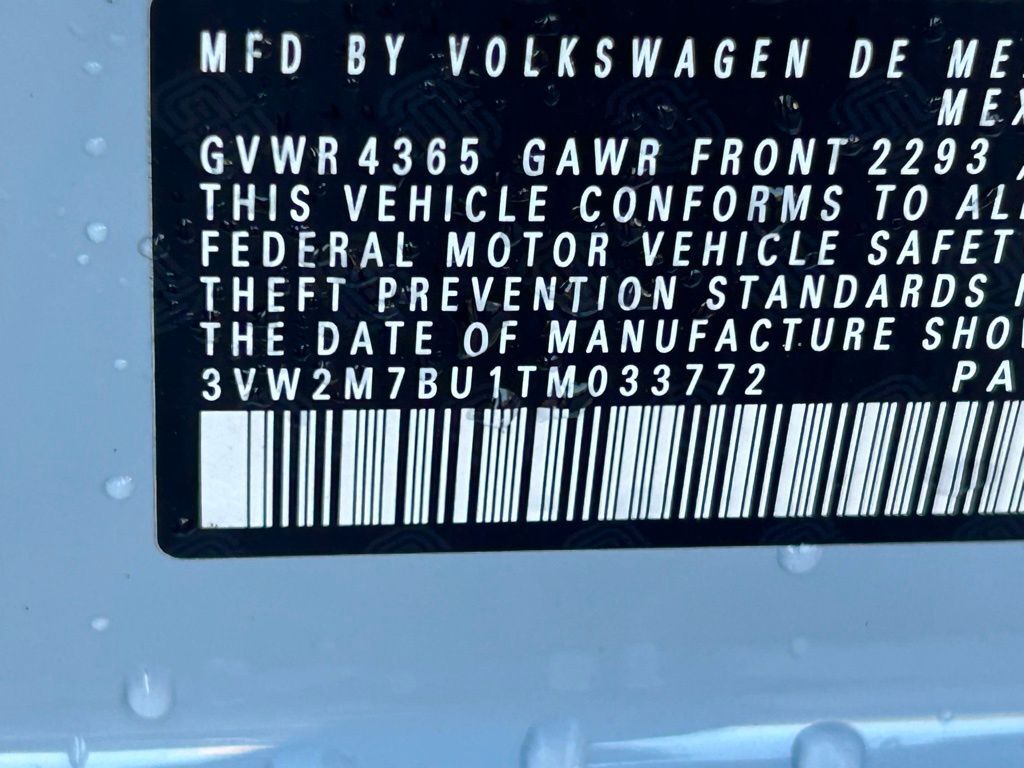 MFD BY VOLKSWAGEN DE ME
MEX
GVWR 4365 GAWR FRONT 2293
THIS VEHICLE CONFORMS TO ALL
FEDERAL MOTOR VEHICLE SAFET
THEFT PREVENTION STANDARDS
THE DATE OF MANUFACTURE SHO
3VW2M7BU1TM033772 PA